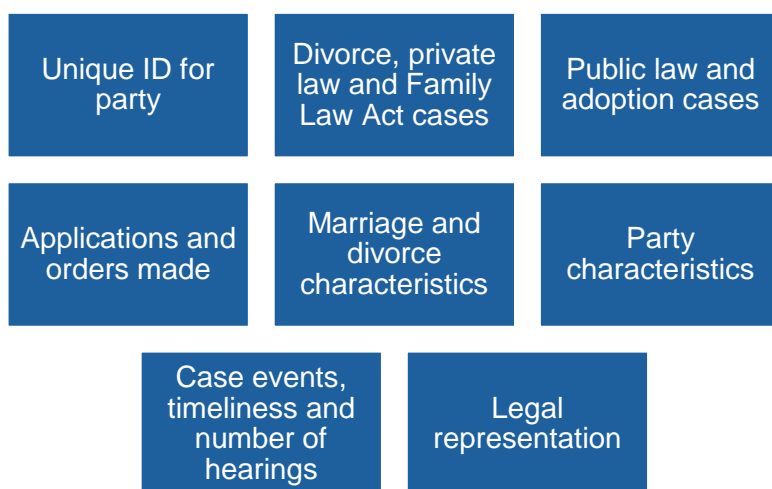 Unique ID for
party
Divorce, private
law and Family
Law Act cases
Public law and
adoption cases
Applications and
orders made
Marriage and
divorce
characteristics
Party
characteristics
Case events,
timeliness and
number of
hearings
Legal
representation